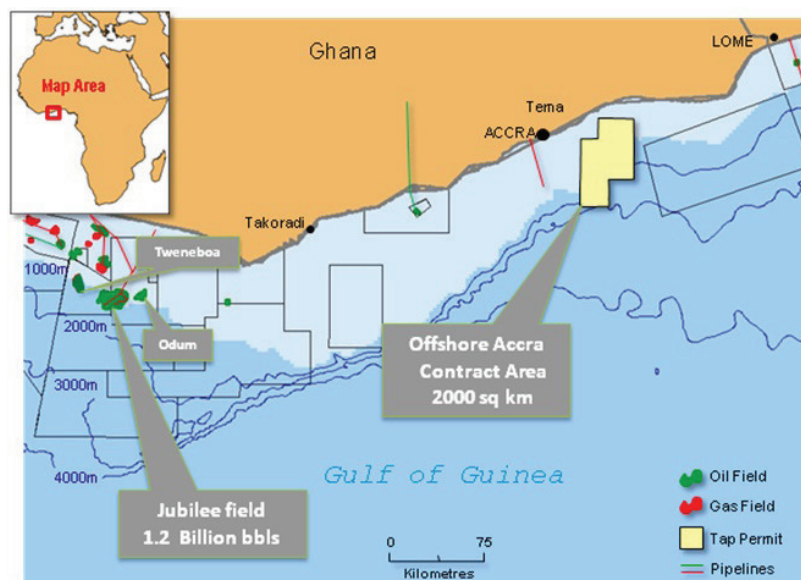 Map Area
Ghana
LOME
Tema
ACCRA
Takoradi
Tweneboa
1000m
2000m
Odum
3000m
4000m
Offshore Accra
Contract Area
2000 sq km
Jubilee field
1.2 Billion bbls
Gulf of Guinea
0 75
Kilometres
Oil Field
Gas Field
Tap Permit
Pipelines